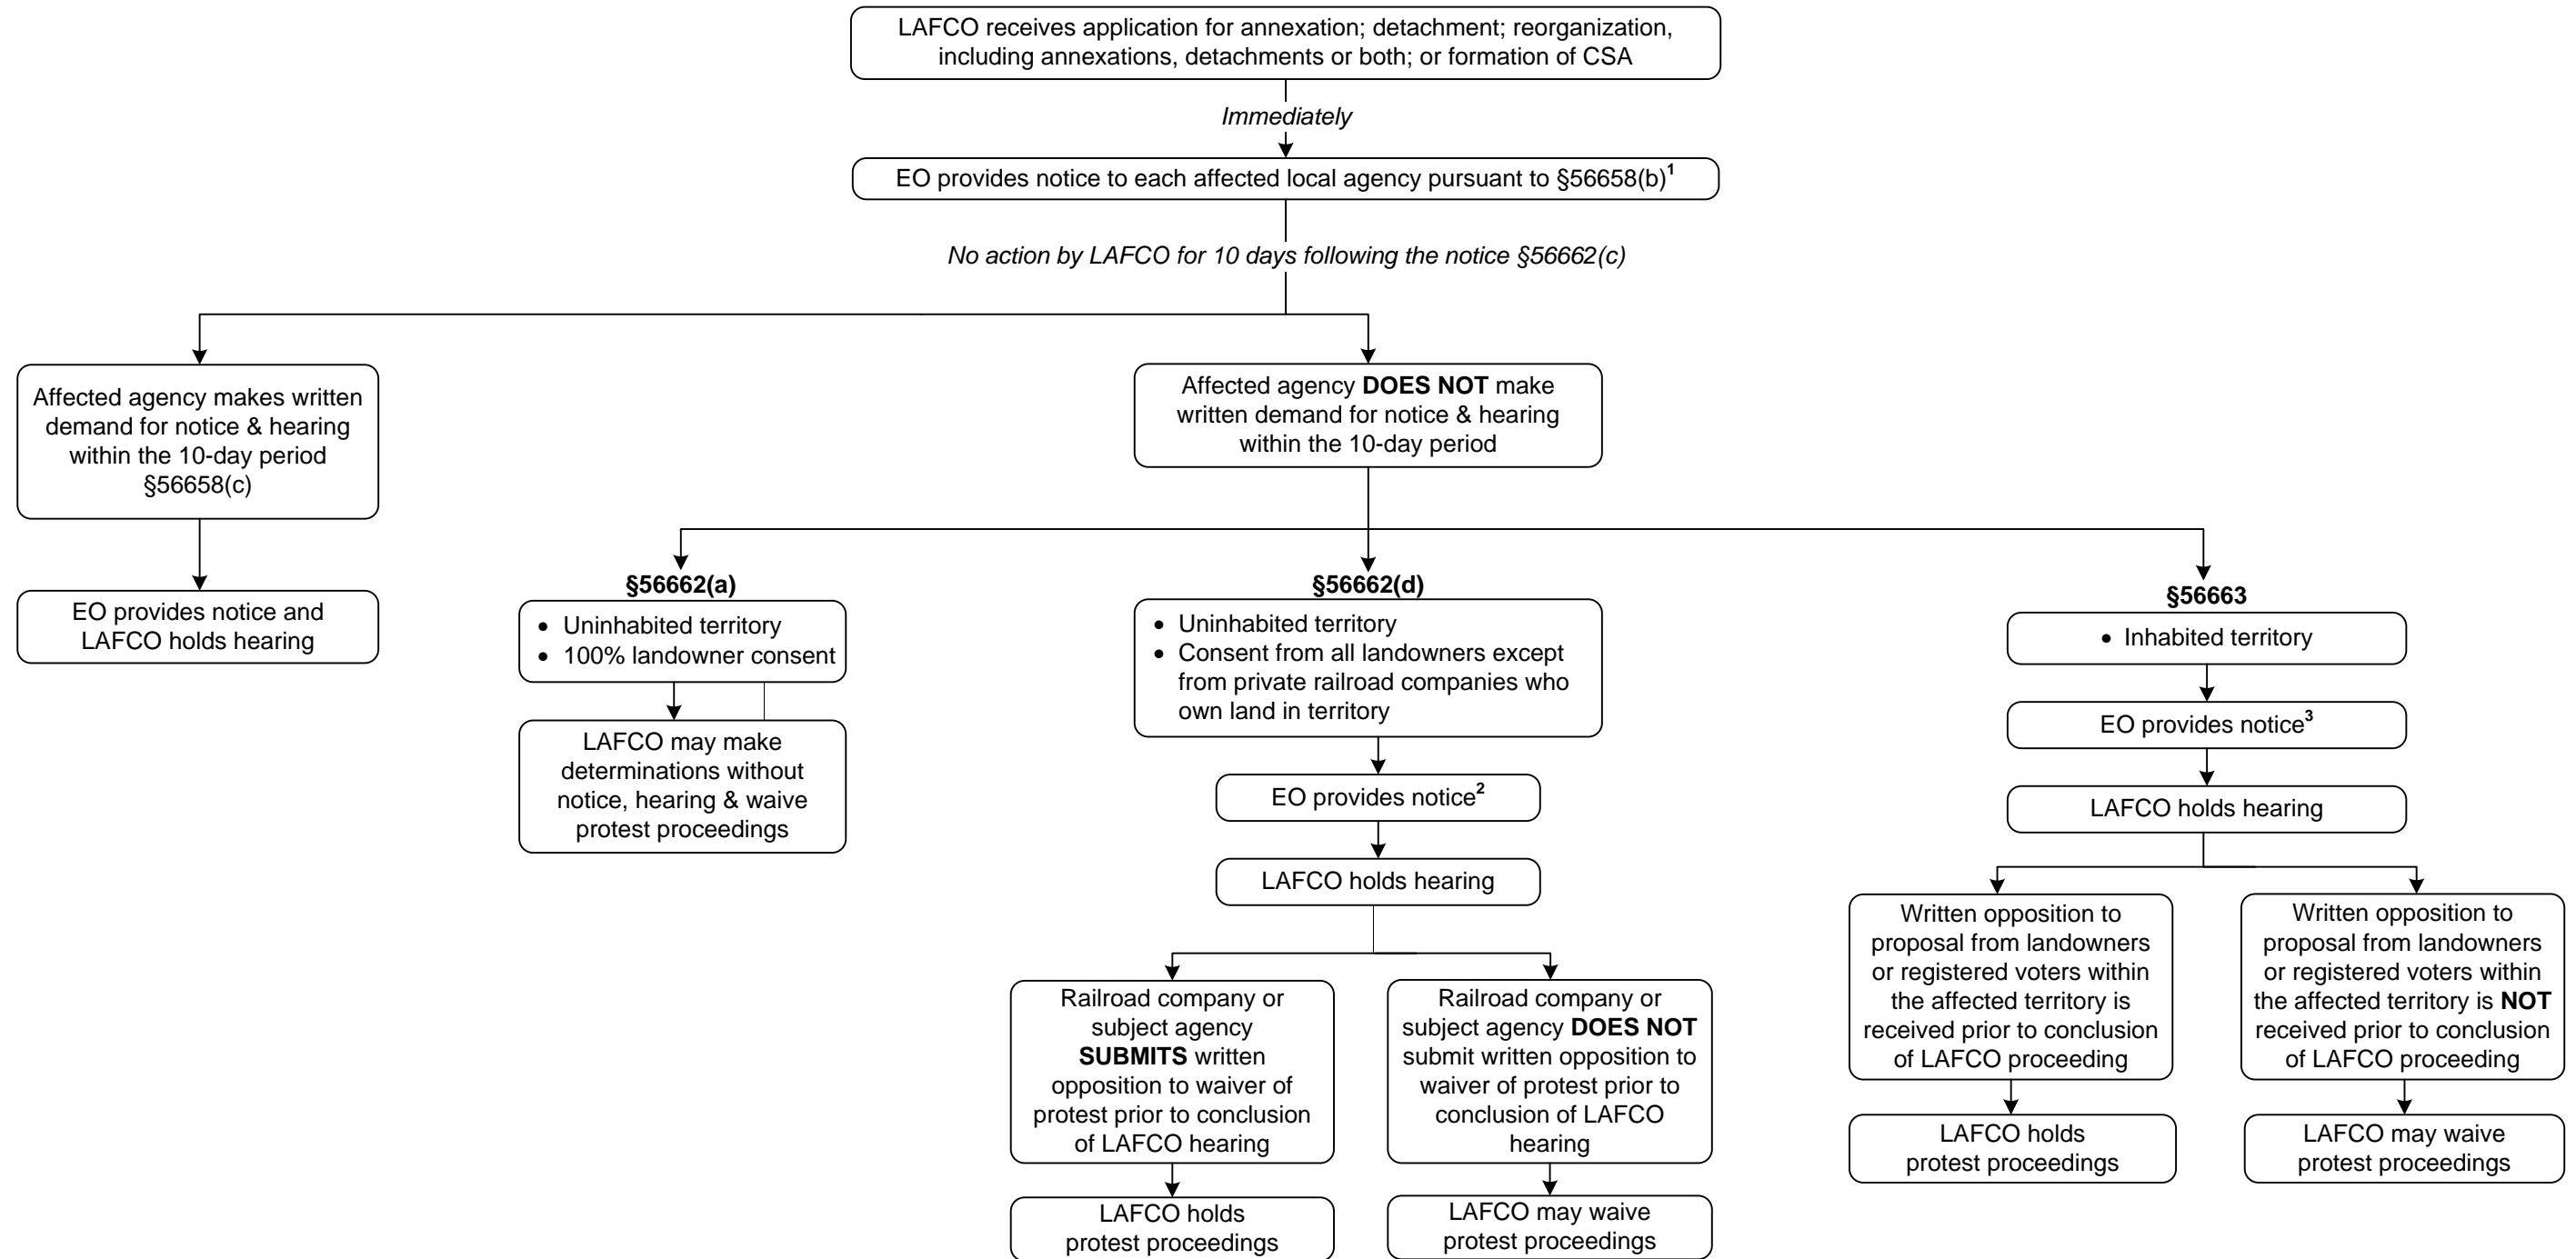 LAFCO receives application for annexation; detachment; reorganization,
including annexations, detachments or both; or formation of CSA
Immediately
EO provides notice to each affected local agency pursuant to §56658(b)1
No action by LAFCO for 10 days following the notice §56662(c)
Affected agency makes written
demand for notice & hearing
within the 10-day period
§56658(c)
EO provides notice and
LAFCO holds hearing
Affected agency DOES NOT make
written demand for notice & hearing
within the 10-day period
§56662(a)
• Uninhabited territory
• 100% landowner consent
LAFCO may make
determinations without
notice, hearing & waive
protest proceedings
§56662(d)
• Uninhabited territory
• Consent from all landowners except
from private railroad companies who
own land in territory
EO provides notice2
LAFCO holds hearing
Railroad company or
subject agency
SUBMITS written
opposition to waiver of
protest prior to conclusion
of LAFCO hearing
LAFCO holds
protest proceedings
Railroad company or
subject agency DOES NOT
submit written opposition to
waiver of protest prior to
conclusion of LAFCO
hearing
LAFCO may waive
protest proceedings
§56663
• Inhabited territory
EO provides notice3
LAFCO holds hearing
Written opposition to
proposal from landowners
or registered voters within
the affected territory is
received prior to conclusion
of LAFCO proceeding
LAFCO holds
protest proceedings
Written opposition to
proposal from landowners
or registered voters within
the affected territory is NOT
received prior to conclusion
of LAFCO proceeding
LAFCO may waive
protest proceedings